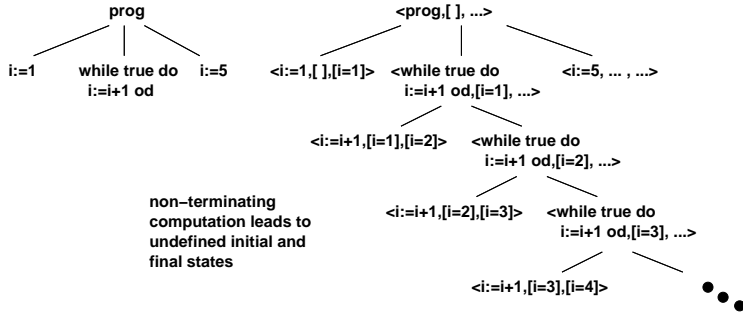 prog
i:=1
while true do
i:=i+1 od
i:=5
<prog,[ ], ...>
<i:=1,[ ],[i=1]>
<while true do
i:=i+1 od,[i=1], ...>
<i:=5, ... , ...>
<i:=i+1,[i=1],[i=2]>
<while true do
i:=i+1 od,[i=2], ...>
<i:=i+1,[i=2],[i=3]>
<while true do
i:=i+1 od,[i=3], ...>
<i:=i+1,[i=3],[i=4]>
non−terminating
computation leads to
undefined initial and
final states